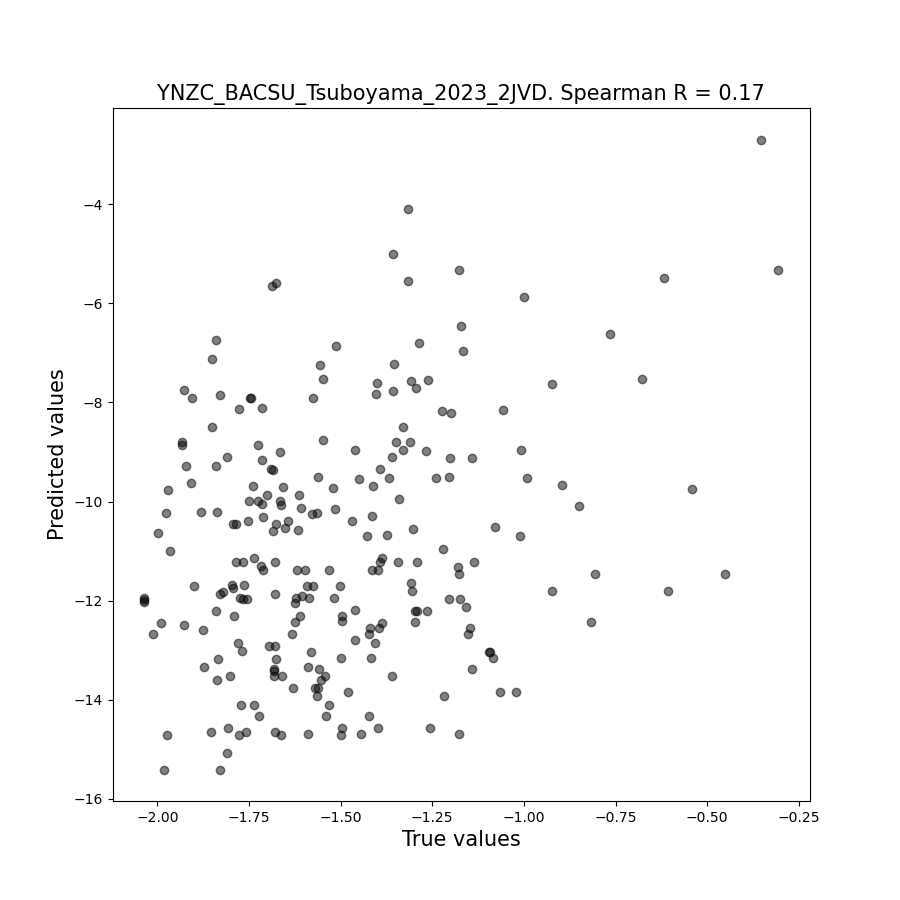 YNZC_BACSU_Tsuboyama_2023_2JVD. Spearman R = 0.17
Predicted values
−4
−6
−8
−10
−12
−14
−16
−2.00 −1.75 −1.50 −1.25 −1.00 −0.75 −0.50 −0.25
True values